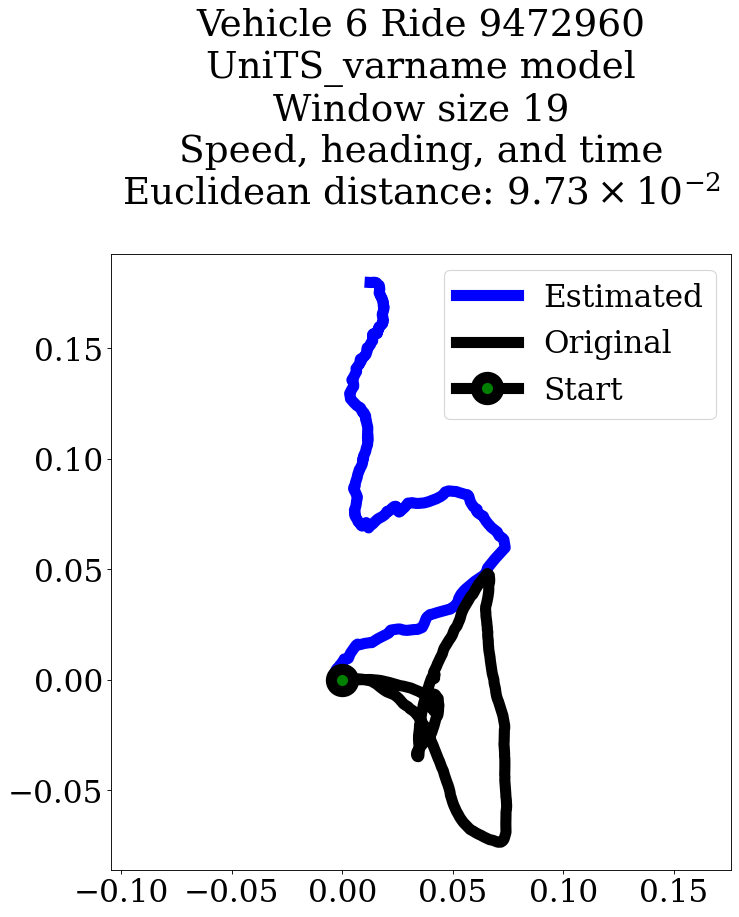 Vehicle 6 Ride 9472960
UniTS_varname model
Window size 19
Speed, heading, and time
Euclidean distance: 9.73 × 10⁻²
Estimated
Original
Start
0.15
0.10
0.05
0.00
−0.05
−0.10 −0.05 0.00 0.05 0.10 0.15